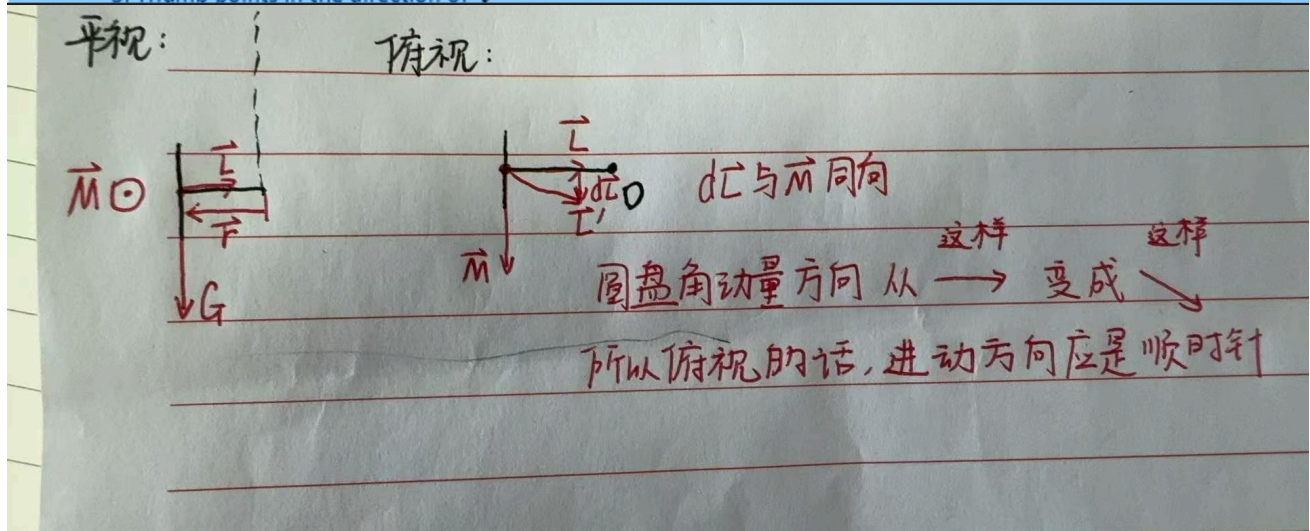 平视:
俯视:
M⃗ ⊙
L⃗
r⃗
G
L⃗
dL⃗
O
L⃗'
M⃗
dL⃗与M⃗同向
这样 这样
圆盘角动量方向 从 → 变成 ↘
所以俯视的话,进动方向应是顺时针